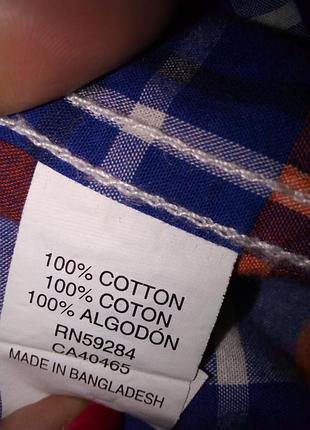 100% COTTON
100% COTON
100% ALGODÓN
RN59284
CA40465
MADE IN BANGLADESH